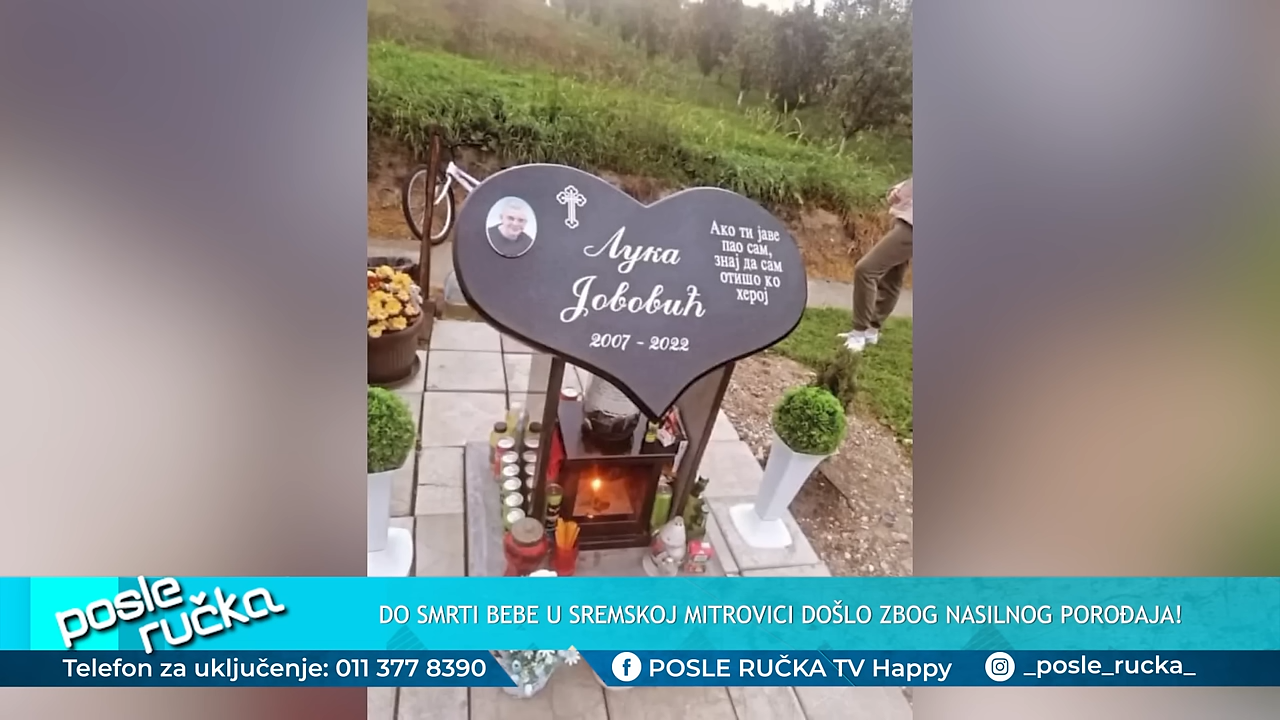 Лука
Јововић
2007 - 2022
Ако ти јаве
пао сам,
знај да сам
отишо ко
херој
posle
ručka
DO SMRTI BEBE U SREMSKOJ MITROVICI DOŠLO ZBOG NASILNOG POROĐAJA!
Telefon za uključenje: 011 377 8390
POSLE RUČKA TV Happy
_posle_rucka_